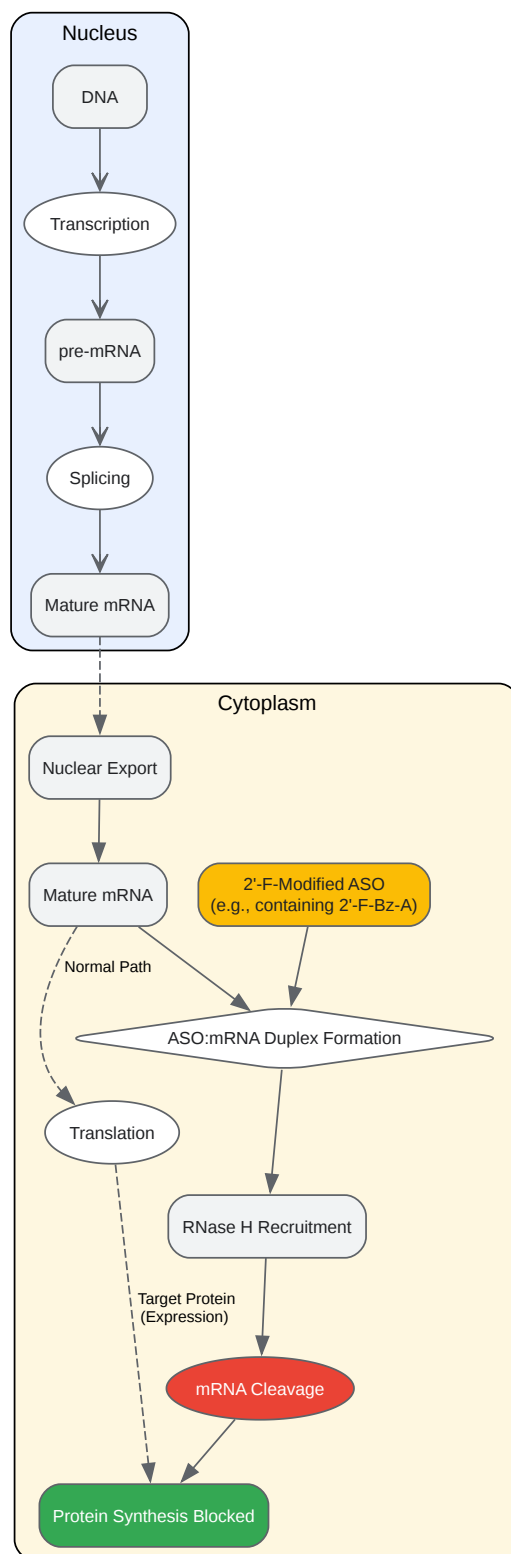 Nucleus
DNA
Transcription
pre-mRNA
Splicing
Mature mRNA
Cytoplasm
Nuclear Export
Mature mRNA
2'-F-Modified ASO
(e.g., containing 2'-F-Bz-A)
Normal Path
ASO:mRNA Duplex Formation
Translation
RNase H Recruitment
Target Protein
(Expression)
mRNA Cleavage
Protein Synthesis Blocked